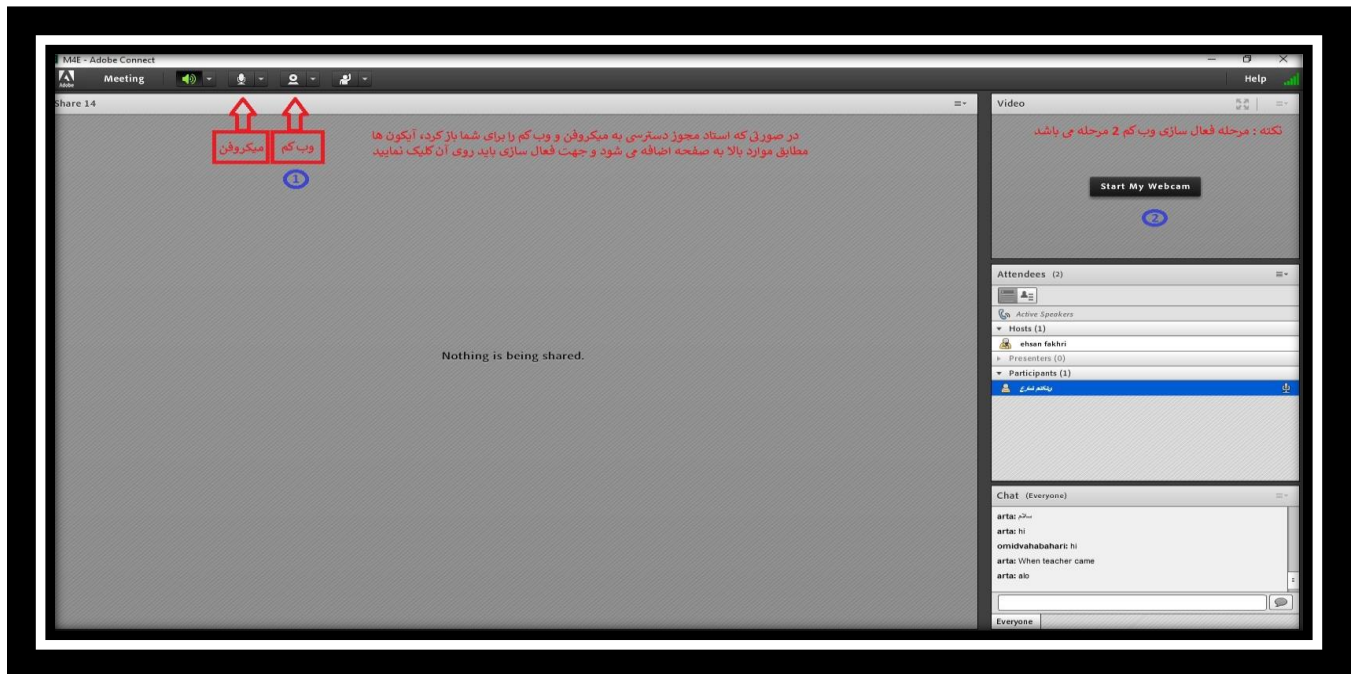 M4E - Adobe Connect
Adobe
Meeting
Help
Share 14
میکروفن
وب کم
1
در صورتی که استاد مجوز دسترسی به میکروفن و وب کم را برای شما باز کرد، آیکون ها
مطابق موارد بالا به صفحه اضافه می شود و جهت فعال سازی باید روی آن کلیک نمایید
Nothing is being shared.
Video
نکته : مرحله فعال سازی وب کم 2 مرحله می باشد
Start My Webcam
2
Attendees (2)
Active Speakers
Hosts (1)
ehsan fakhri
Presenters (0)
Participants (1)
Chat (Everyone)
arta: سلام
arta: hi
omidvahabahari: hi
arta: When teacher came
arta: alo
Everyone